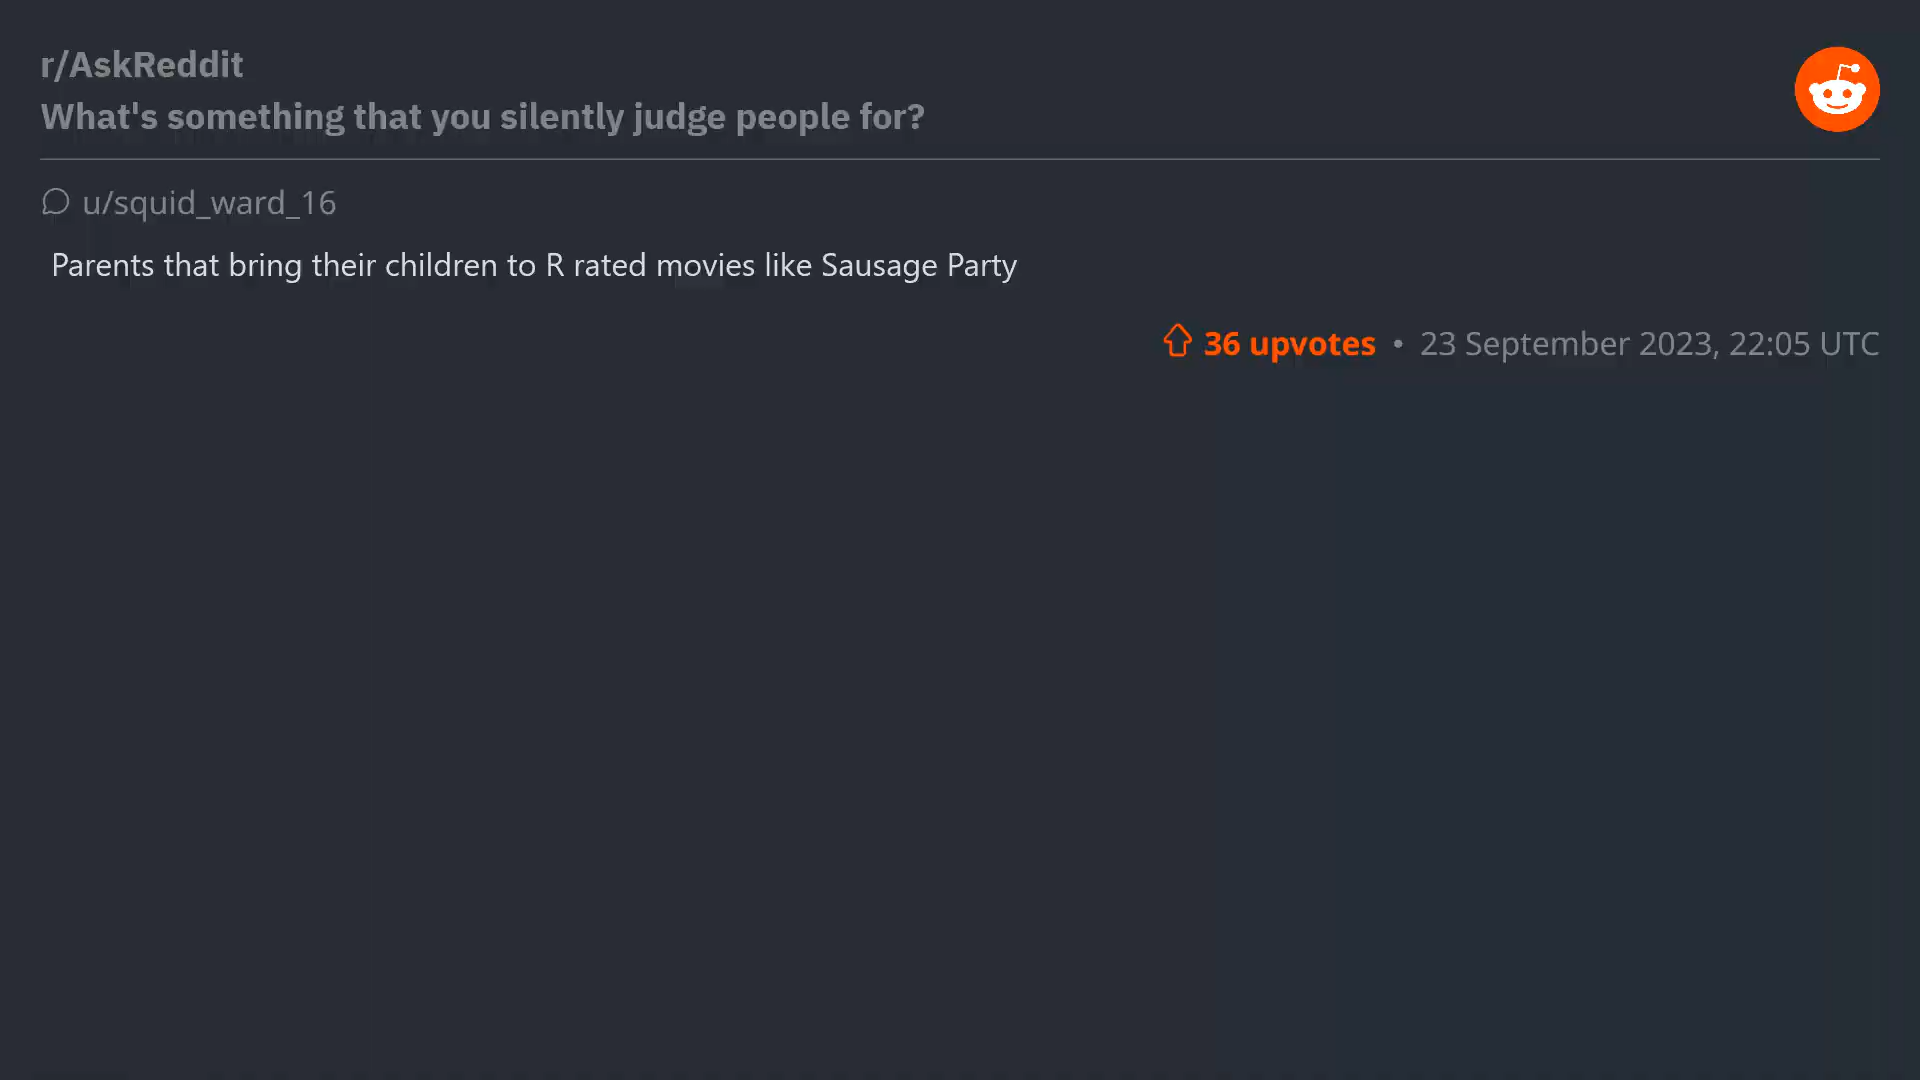 r/AskReddit
What's something that you silently judge people for?
u/squid_ward_16
Parents that bring their children to R rated movies like Sausage Party
36 upvotes • 23 September 2023, 22:05 UTC